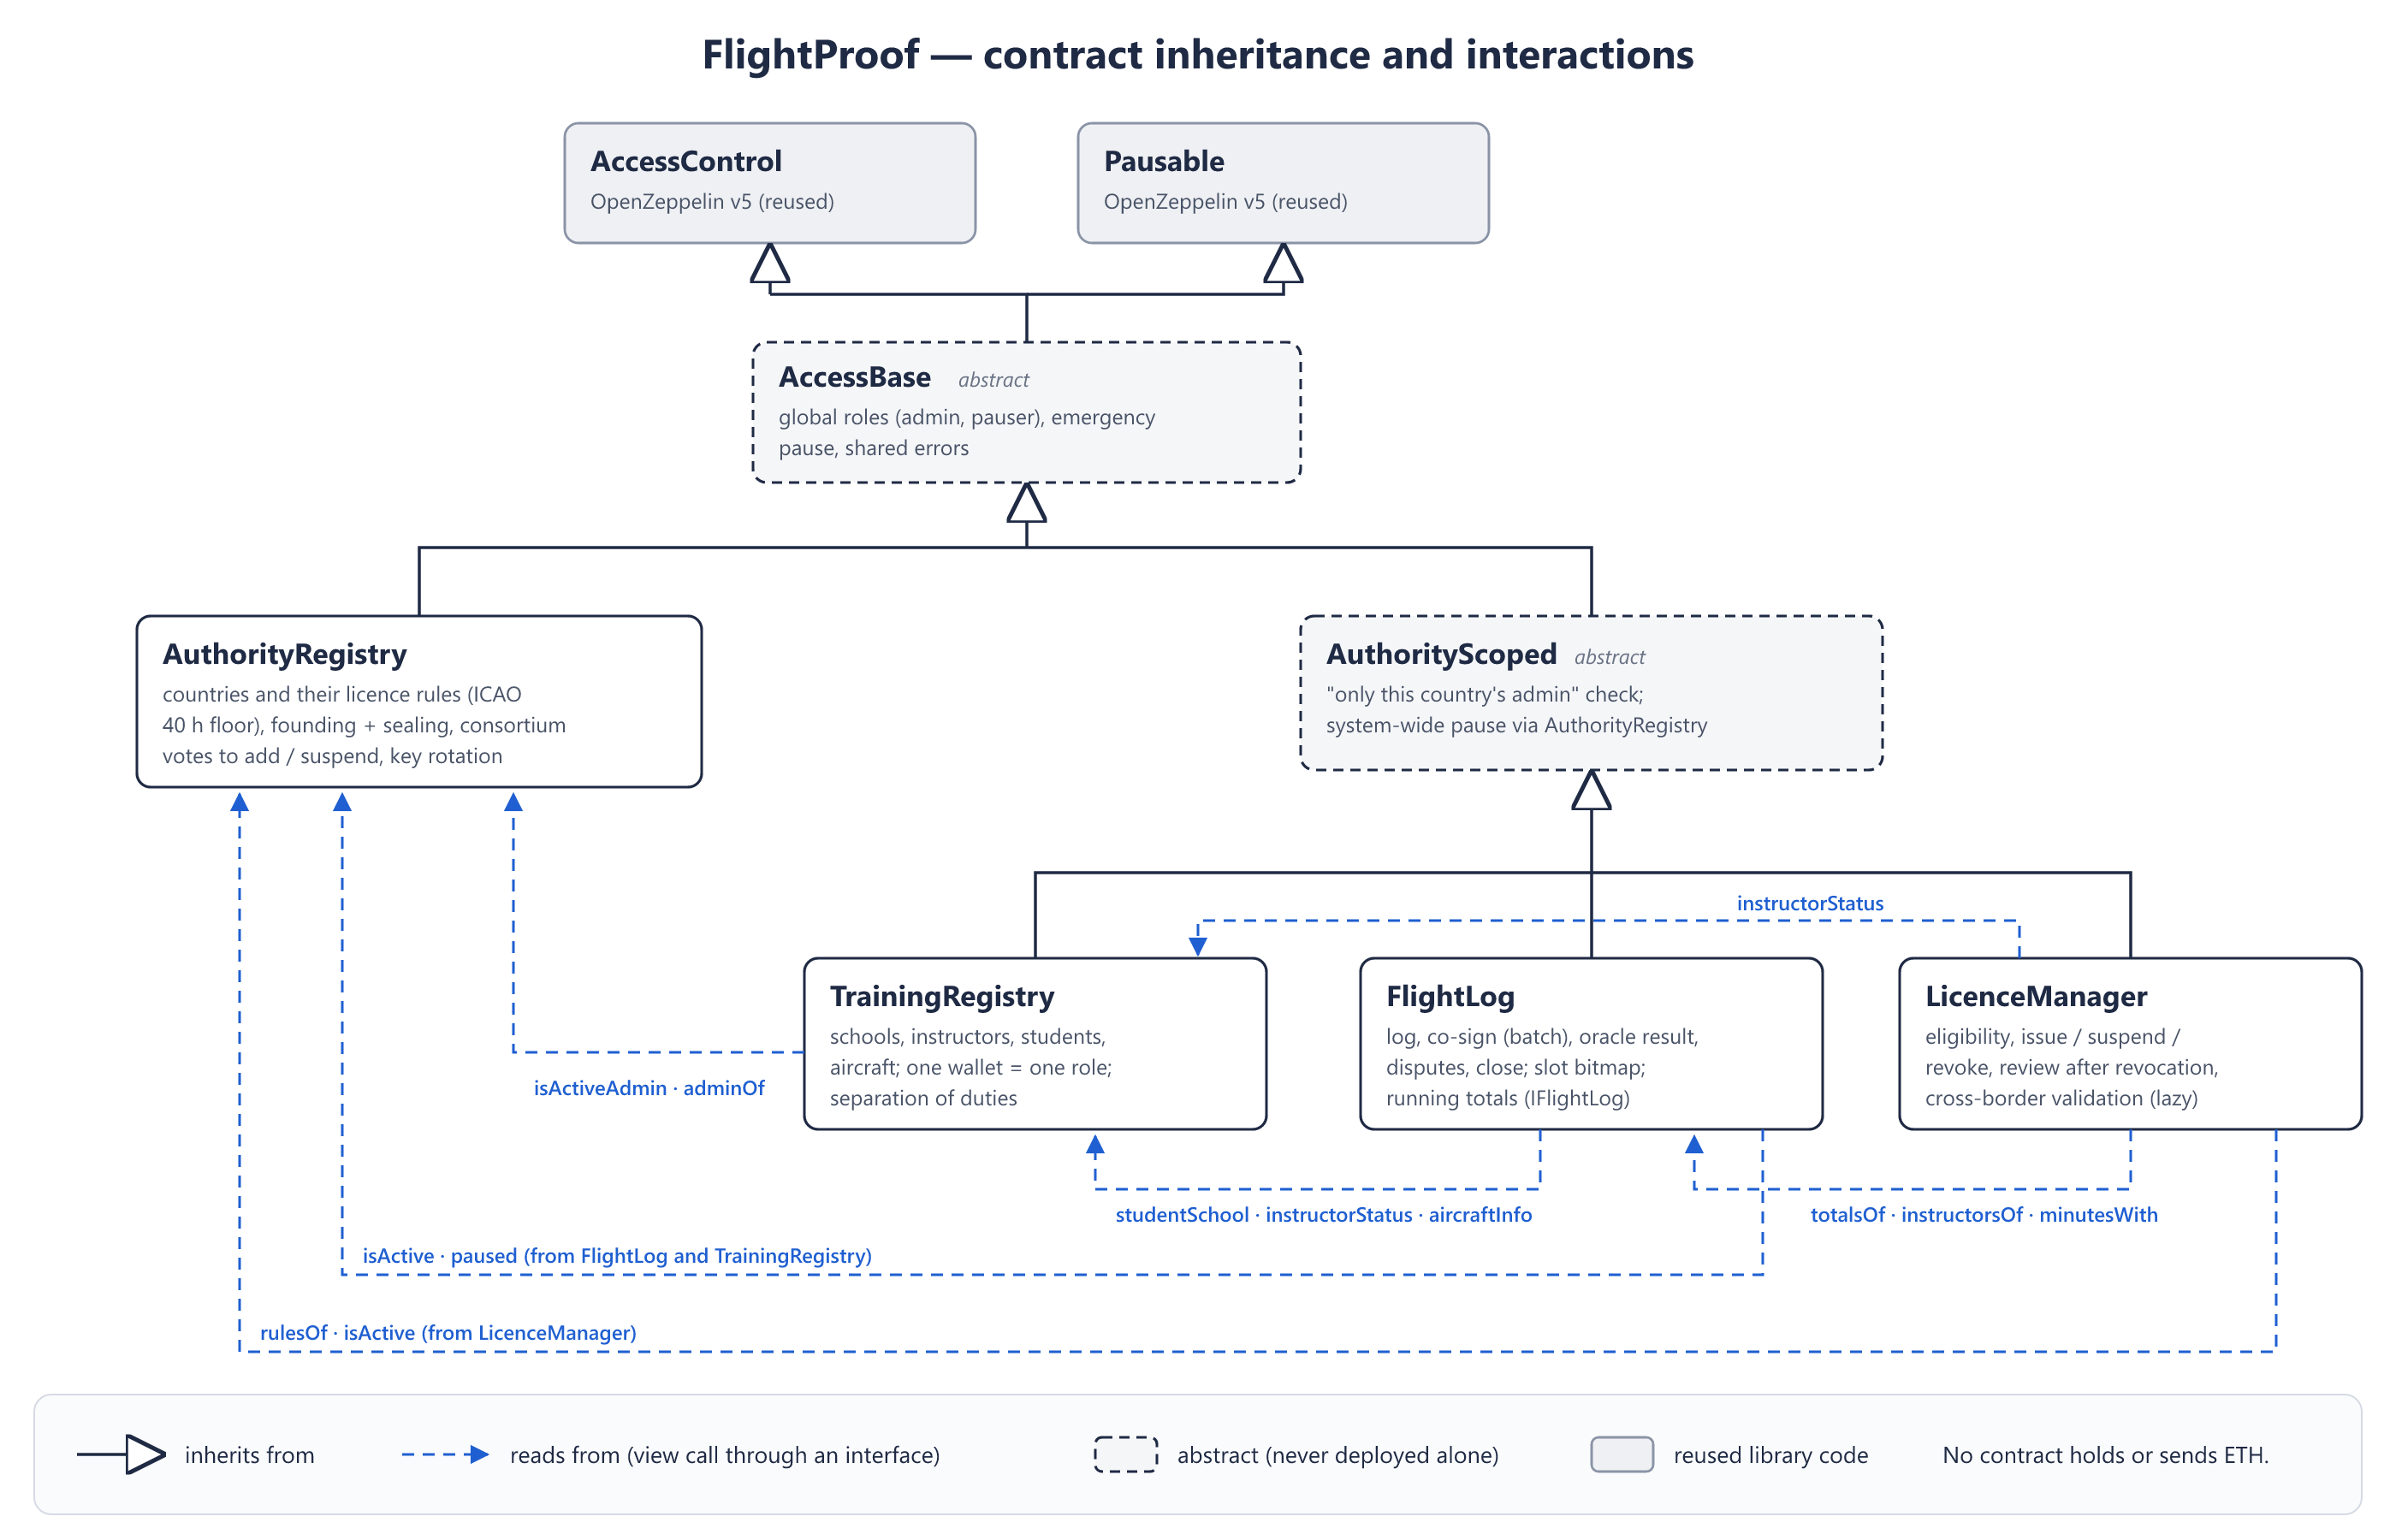 FlightProof — contract inheritance and interactions
AccessControl
OpenZeppelin v5 (reused)
Pausable
OpenZeppelin v5 (reused)
AccessBase abstract
global roles (admin, pauser), emergency
pause, shared errors
AuthorityRegistry
countries and their licence rules (ICAO
40 h floor), founding + sealing, consortium
votes to add / suspend, key rotation
AuthorityScoped abstract
"only this country's admin" check;
system-wide pause via AuthorityRegistry
instructorStatus
TrainingRegistry
schools, instructors, students,
aircraft; one wallet = one role;
separation of duties
FlightLog
log, co-sign (batch), oracle result,
disputes, close; slot bitmap;
running totals (IFlightLog)
LicenceManager
eligibility, issue / suspend /
revoke, review after revocation,
cross-border validation (lazy)
isActiveAdmin · adminOf
studentSchool · instructorStatus · aircraftInfo
totalsOf · instructorsOf · minutesWith
isActive · paused (from FlightLog and TrainingRegistry)
rulesOf · isActive (from LicenceManager)
inherits from
reads from (view call through an interface)
abstract (never deployed alone)
reused library code
No contract holds or sends ETH.